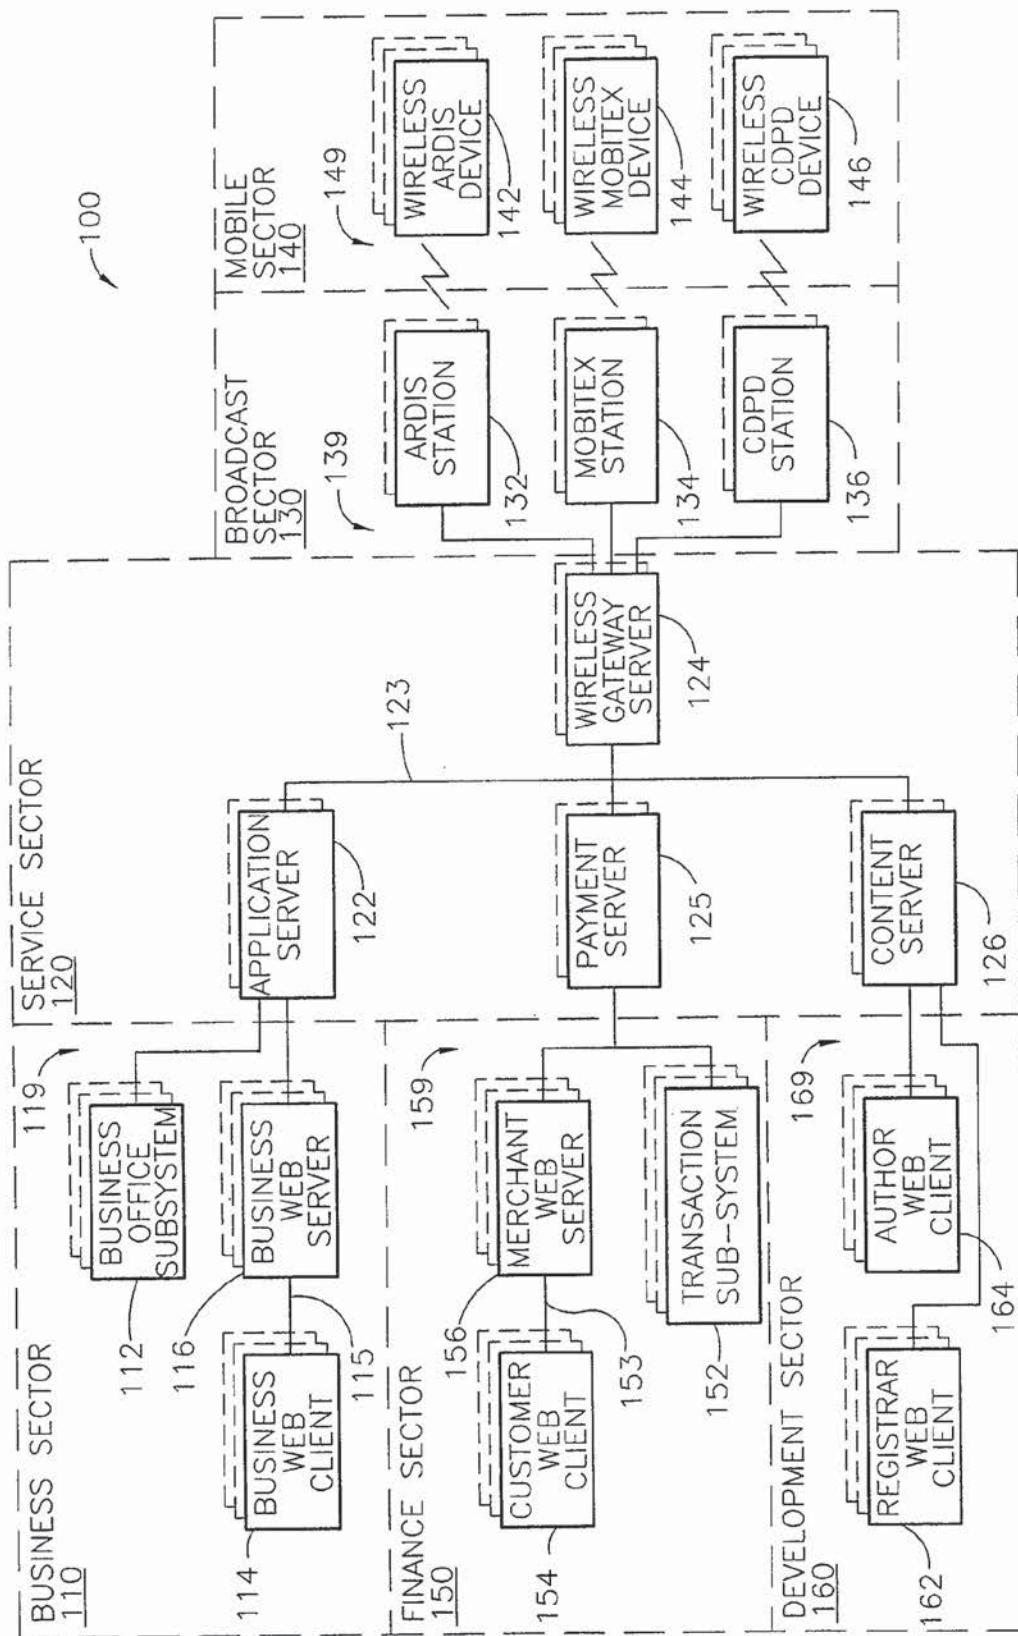 100
BUSINESS SECTOR
110
BUSINESS
OFFICE
SUBSYSTEM
112
119
BUSINESS
WEB
CLIENT
114
115
BUSINESS
WEB
SERVER
116
FINANCE SECTOR
150
CUSTOMER
WEB
CLIENT
154
153
MERCHANT
WEB
SERVER
156
159
TRANSACTION
SUB-SYSTEM
152
DEVELOPMENT SECTOR
160
REGISTRAR
WEB
CLIENT
162
AUTHOR
WEB
CLIENT
164
169
SERVICE SECTOR
120
APPLICATION
SERVER
122
123
PAYMENT
SERVER
125
CONTENT
SERVER
126
WIRELESS
GATEWAY
SERVER
124
BROADCAST
SECTOR
130
139
ARDIS
STATION
132
MOBITEX
STATION
134
CDPD
STATION
136
MOBILE
SECTOR
140
149
WIRELESS
ARDIS
DEVICE
142
WIRELESS
MOBITEX
DEVICE
144
WIRELESS
CDPD
DEVICE
146